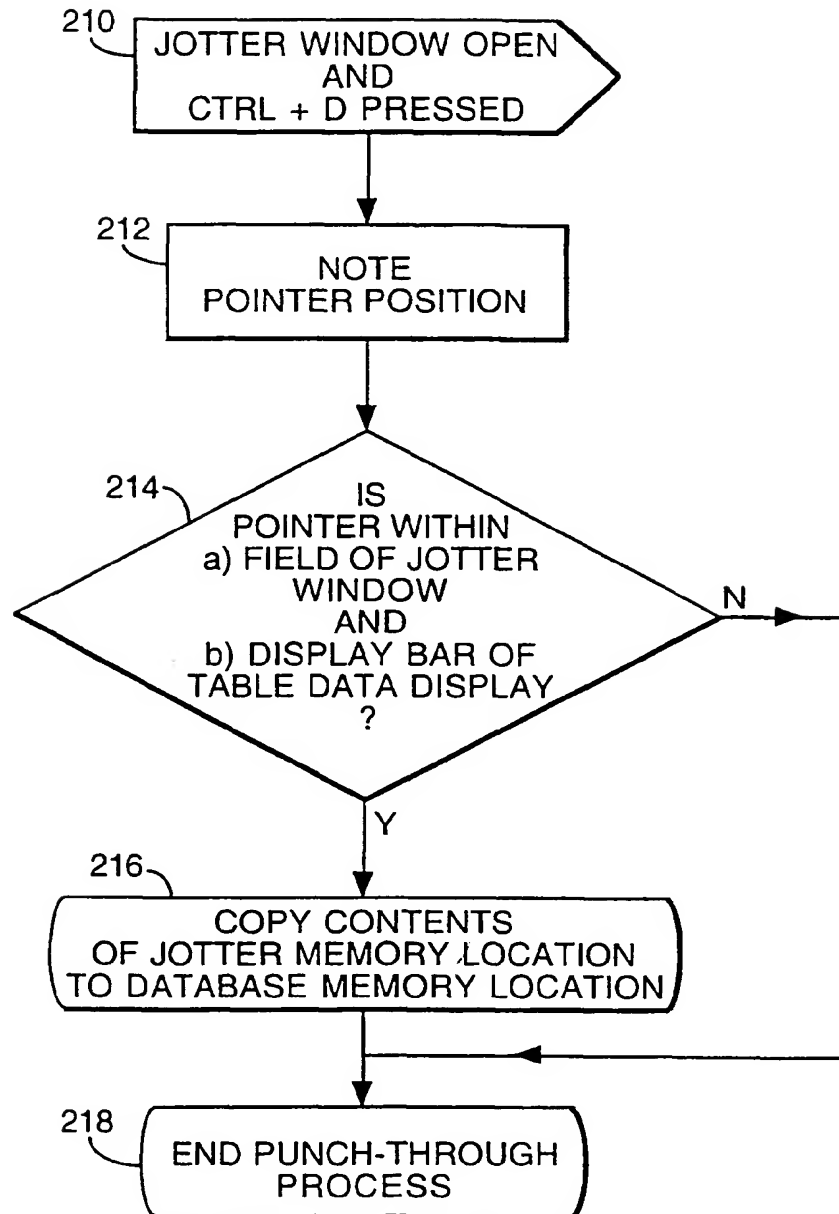 210
JOTTER WINDOW OPEN
AND
CTRL + D PRESSED
212
NOTE
POINTER POSITION
214
IS
POINTER WITHIN
a) FIELD OF JOTTER
WINDOW
AND
b) DISPLAY BAR OF
TABLE DATA DISPLAY
?
N
Y
216
COPY CONTENTS
OF JOTTER MEMORY LOCATION
TO DATABASE MEMORY LOCATION
218
END PUNCH-THROUGH
PROCESS